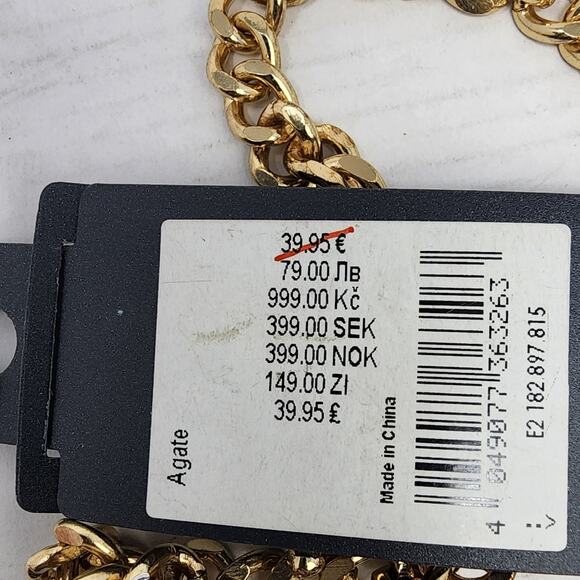 39.95 €
79.00 Лв
999.00 Kč
399.00 SEK
399.00 NOK
149.00 Zl
39.95 ₤
Agate
Made in China
4 049077 363263
E2 182.897.815